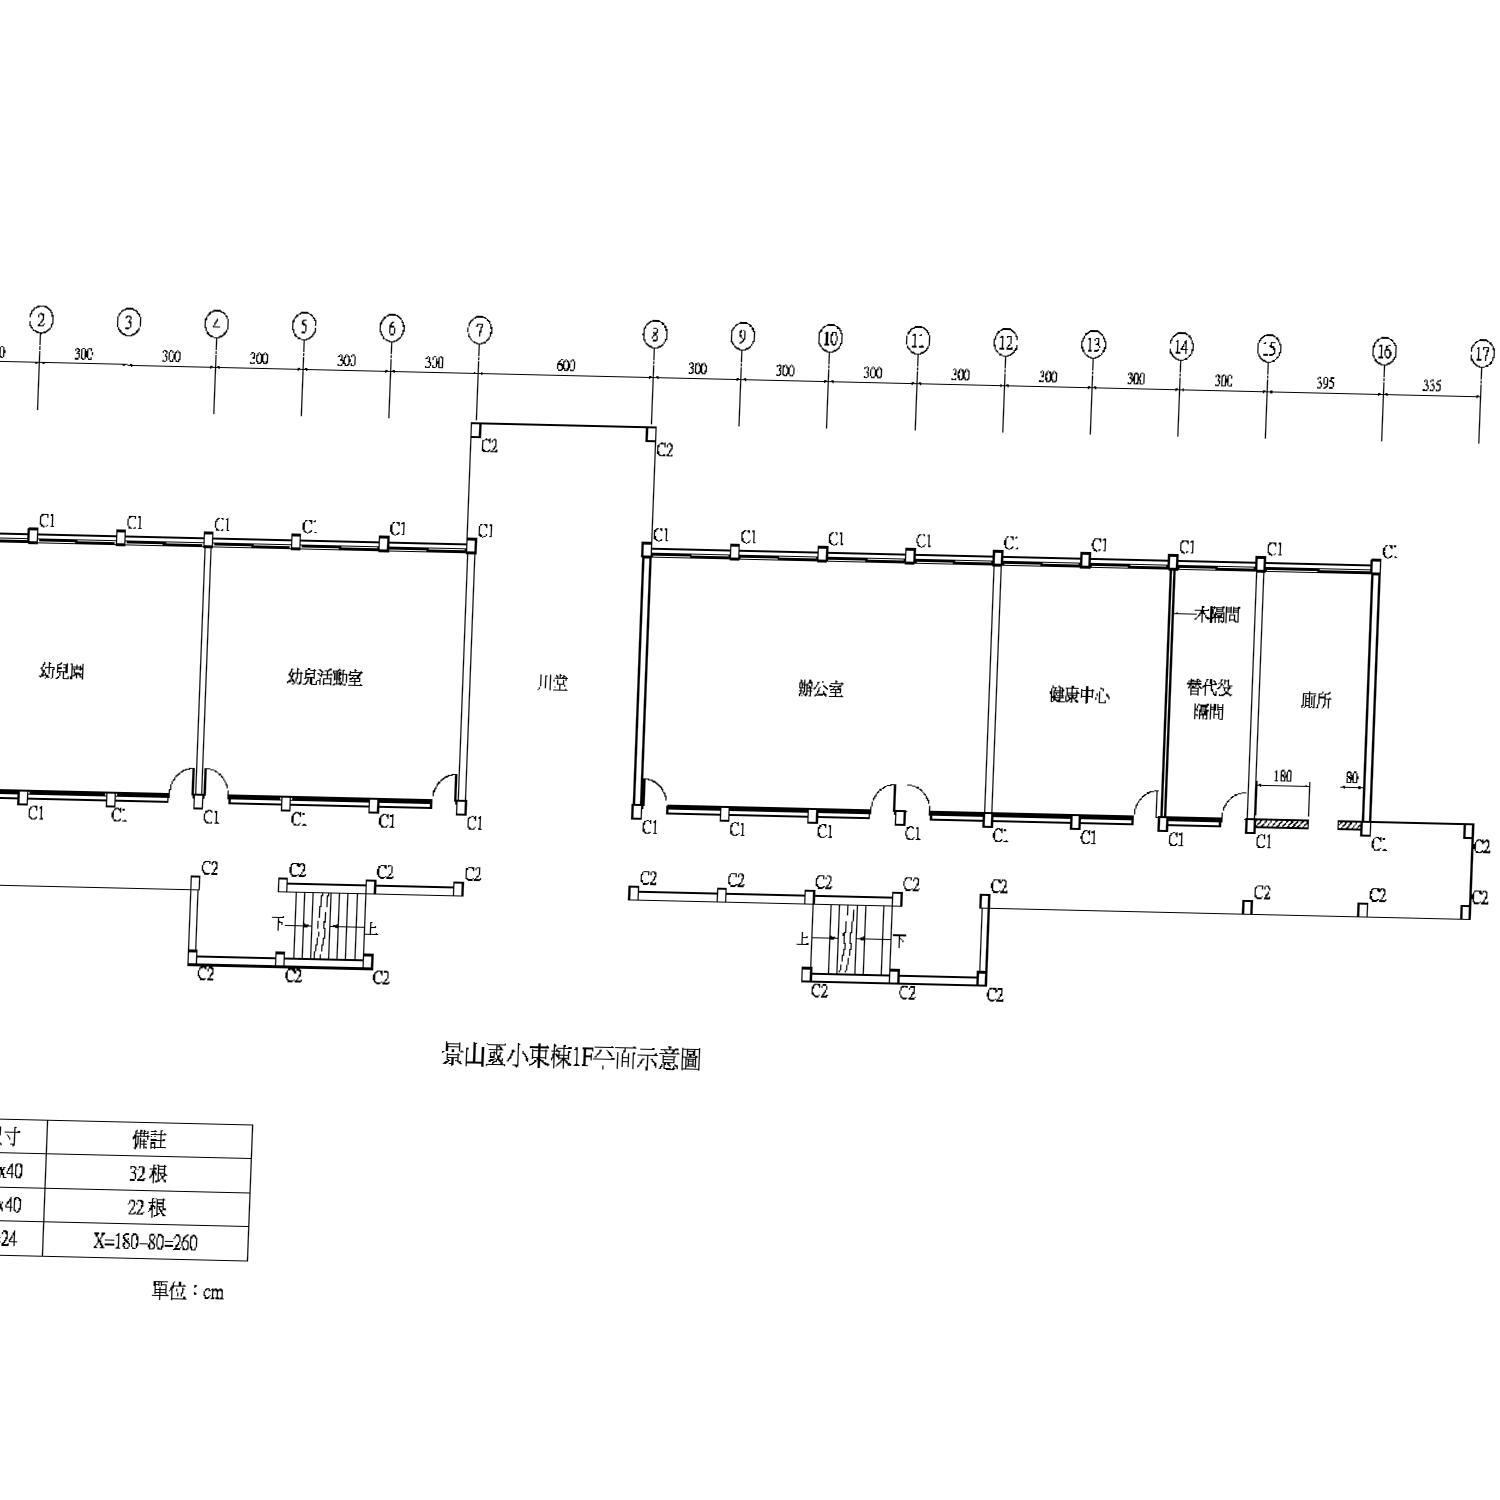 2 3 4 5 6 7 8 9 10 11 12 13 14 15 16 17
0 300 300 300 300 300 600 300 300 300 300 300 300 300 395 335
C2 C2
C1 C1 C1 C1 C1 C1 C1 C1 C1 C1 C1 C1 C1 C1 C1
木隔間
幼兒園 幼兒活動室 川堂 辦公室 健康中心 替代役 廁所
隔間
180 80
C1 C1 C1 C1 C1 C1 C1 C1 C1 C1 C1 C1 C1 C1 C1 C2
C2 C2 C2 C2 C2 C2 C2 C2 C2 C2 C2 C2
下 上 上 下
C2 C2 C2 C2 C2 C2
景山國小東棟1F平面示意圖
尺寸 備註
x40 32 根
x40 22 根
24 X=180-80=260
單位：cm